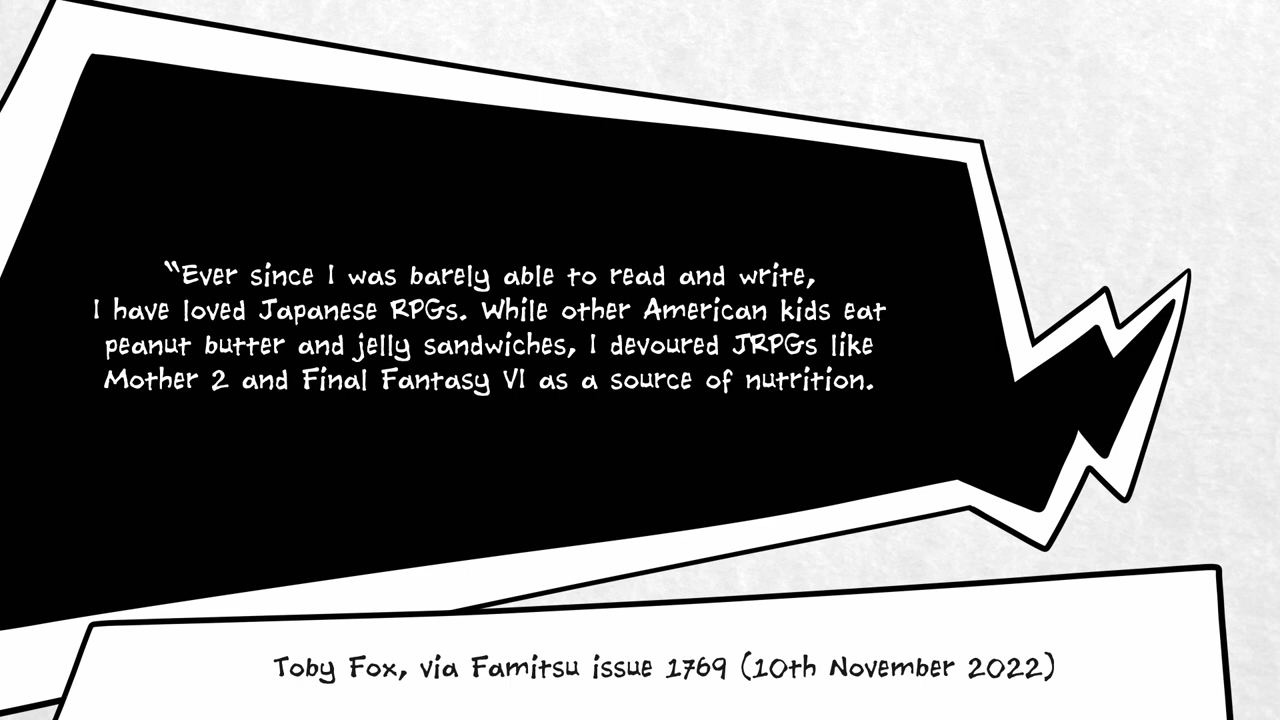 “Ever since I was barely able to read and write,
I have loved Japanese RPGs. While other American kids eat
peanut butter and jelly sandwiches, I devoured JRPGs like
Mother 2 and Final Fantasy VI as a source of nutrition.
Toby Fox, via Famitsu issue 1769 (10th November 2022)